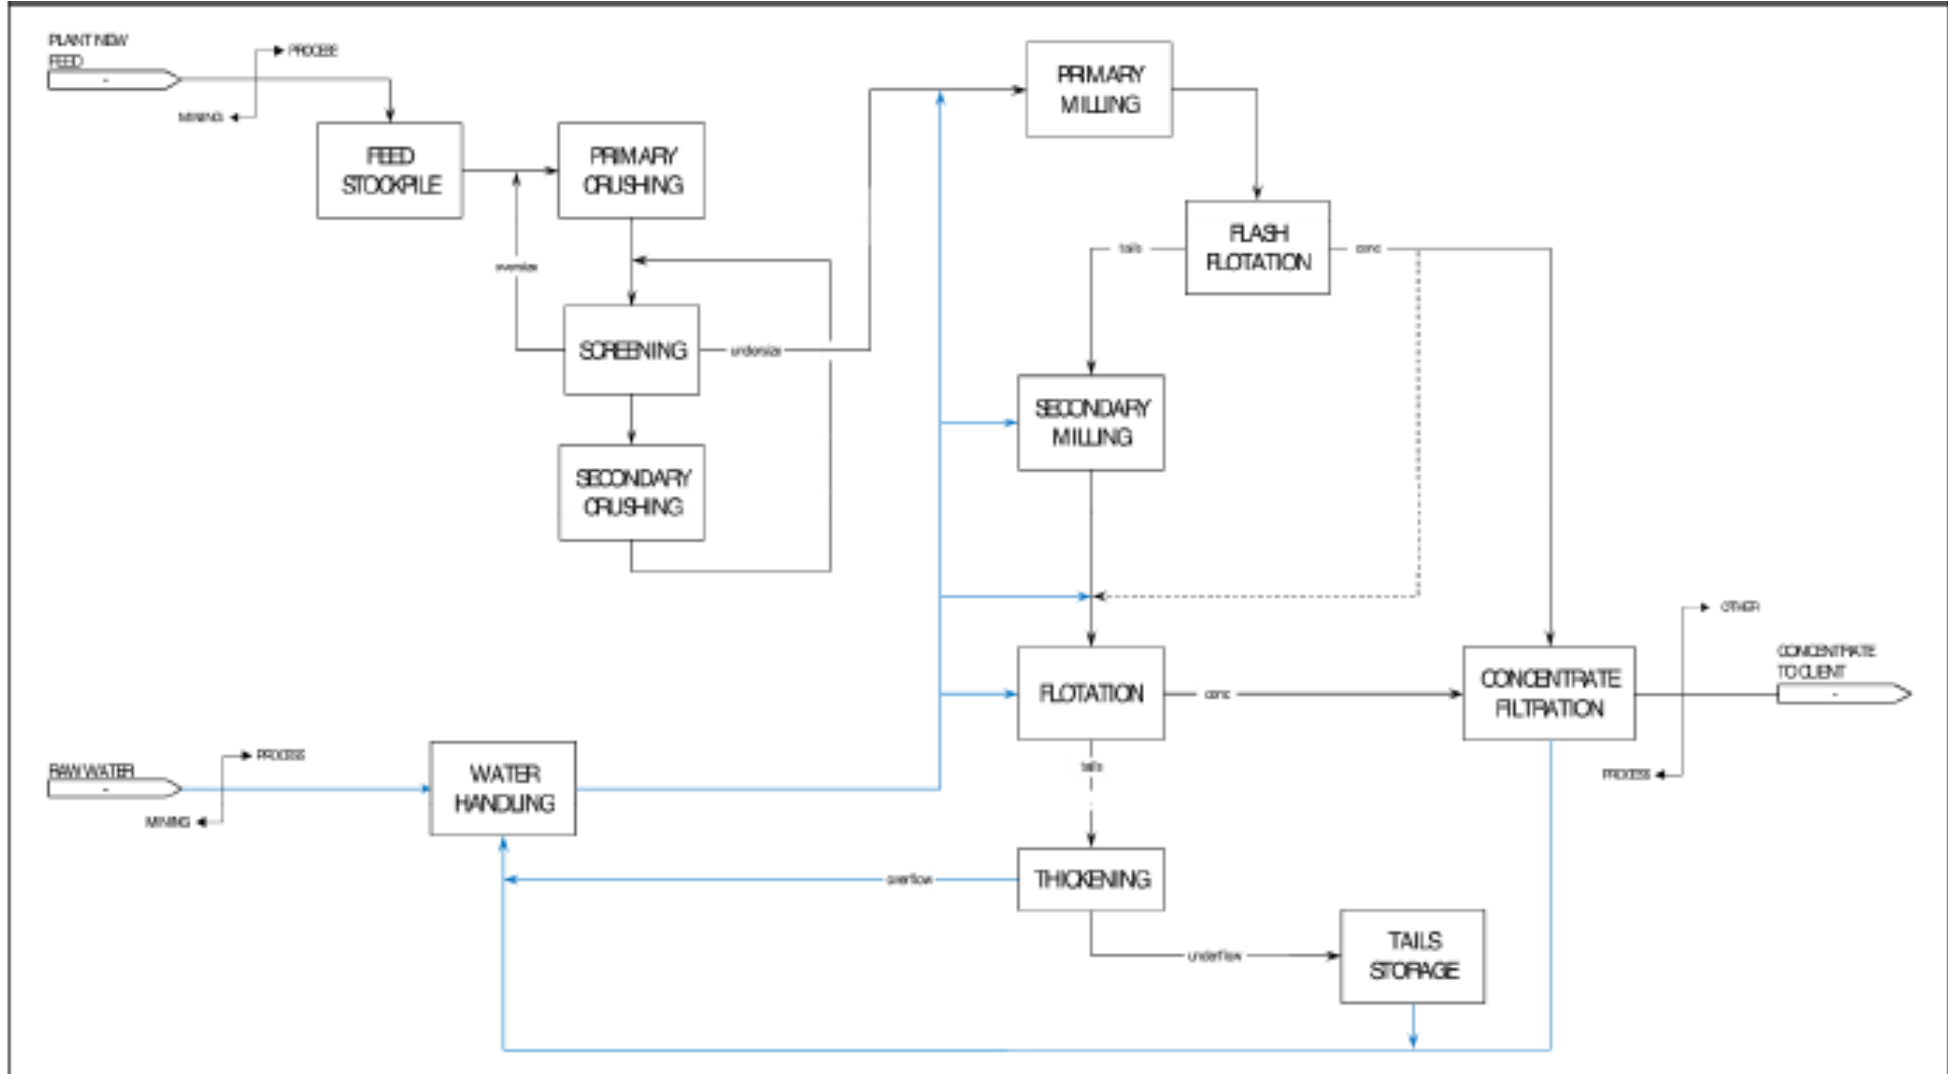 PLANT NEW
FEED
-
PROCESS
MINING
FEED
STOCKPILE
PRIMARY
CRUSHING
oversize
SCREENING
undersize
SECONDARY
CRUSHING
PRIMARY
MILLING
FLASH
FLOTATION
tails
conc
SECONDARY
MILLING
FLOTATION
conc
tails
CONCENTRATE
FILTRATION
OTHER
PROCESS
CONCENTRATE
TO CLIENT
-
RAW WATER
-
PROCESS
MINING
WATER
HANDLING
overflow
THICKENING
underflow
TAILS
STORAGE